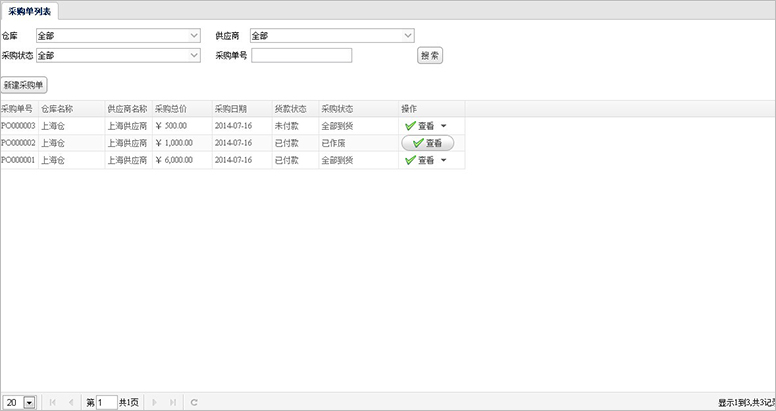 采购单列表
仓库 全部 供应商 全部
采购状态 全部 采购单号 搜索
新建采购单
采购单号 仓库名称 供应商名称 采购总价 采购日期 货款状态 采购状态 操作
PO000003 上海仓 上海供应商 ¥ 500.00 2014-07-16 未付款 全部到货 查看
PO000002 上海仓 上海供应商 ¥ 1,000.00 2014-07-16 已付款 已作废 查看
PO000001 上海仓 上海供应商 ¥ 6,000.00 2014-07-16 已付款 全部到货 查看
20 第 1 共1页 显示1到3,共3记录